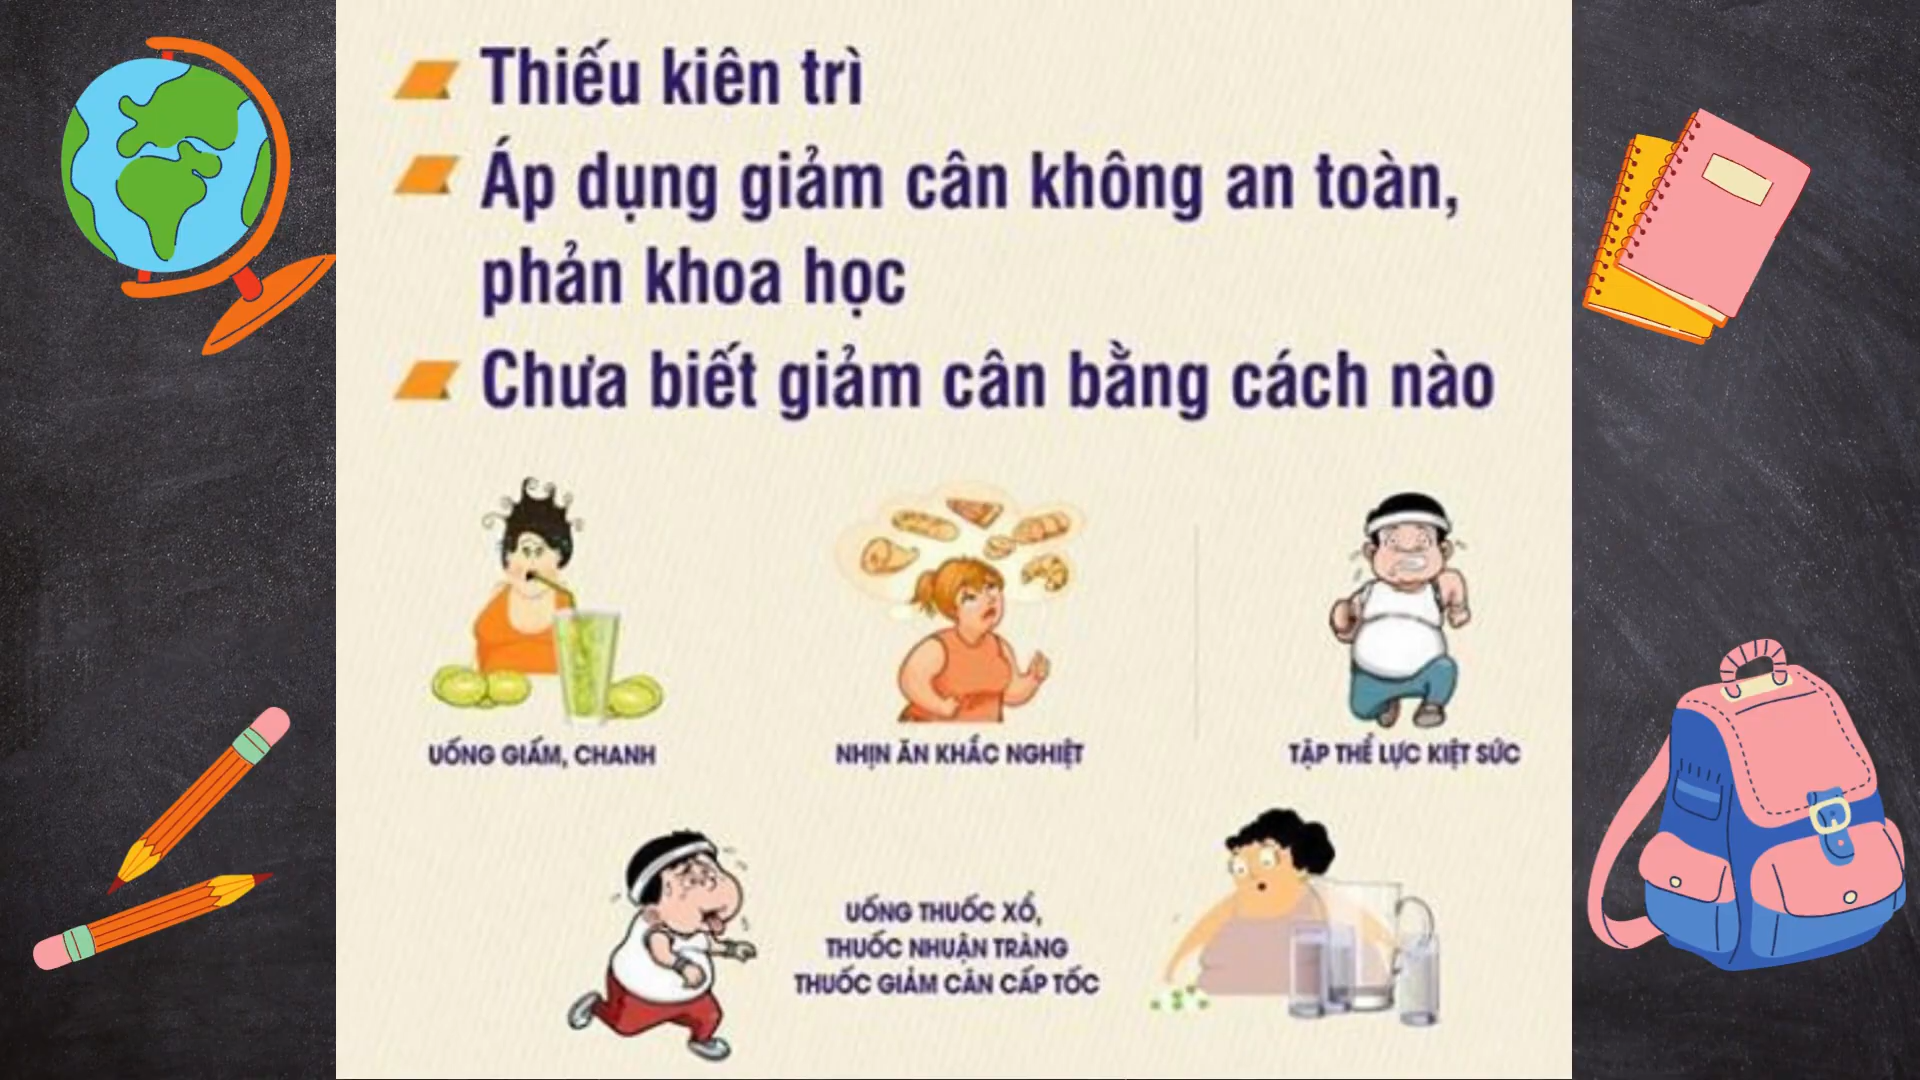 Thiếu kiên trì
Áp dụng giảm cân không an toàn,
phản khoa học
Chưa biết giảm cân bằng cách nào
UỐNG GIẤM, CHANH
NHỊN ĂN KHẮC NGHIỆT
TẬP THỂ LỰC KIỆT SỨC
UỐNG THUỐC XỔ,
THUỐC NHUẬN TRÀNG
THUỐC GIẢM CÂN CẤP TỐC